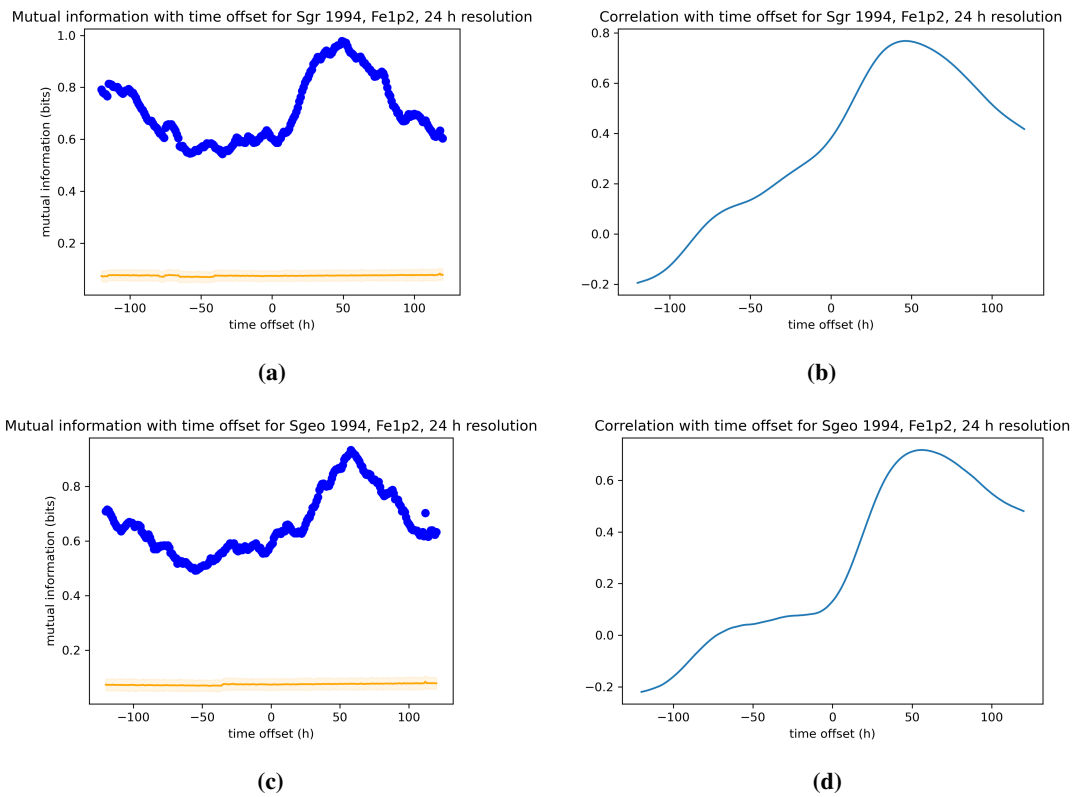 Mutual information with time offset for Sgr 1994, Fe1p2, 24 h resolution
mutual information (bits)
1.0
0.8
0.6
0.4
0.2
−100 −50 0 50 100
time offset (h)
(a)
Correlation with time offset for Sgr 1994, Fe1p2, 24 h resolution
0.8
0.6
0.4
0.2
0.0
−0.2
−100 −50 0 50 100
time offset (h)
(b)
Mutual information with time offset for Sgeo 1994, Fe1p2, 24 h resolution
mutual information (bits)
0.8
0.6
0.4
0.2
−100 −50 0 50 100
time offset (h)
(c)
Correlation with time offset for Sgeo 1994, Fe1p2, 24 h resolution
0.6
0.4
0.2
0.0
−0.2
−100 −50 0 50 100
time offset (h)
(d)